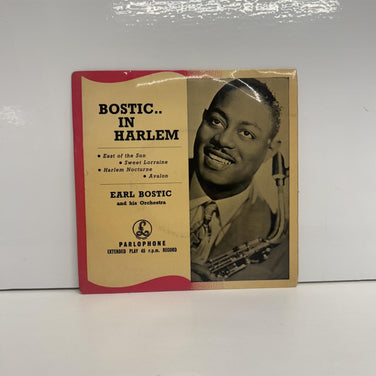 BOSTIC..
IN
HARLEM
• East of the Sun
• Sweet Lorraine
• Harlem Nocturne
• Avalon
EARL BOSTIC
and his Orchestra
£
PARLOPHONE
EXTENDED PLAY 45 r.p.m. RECORD